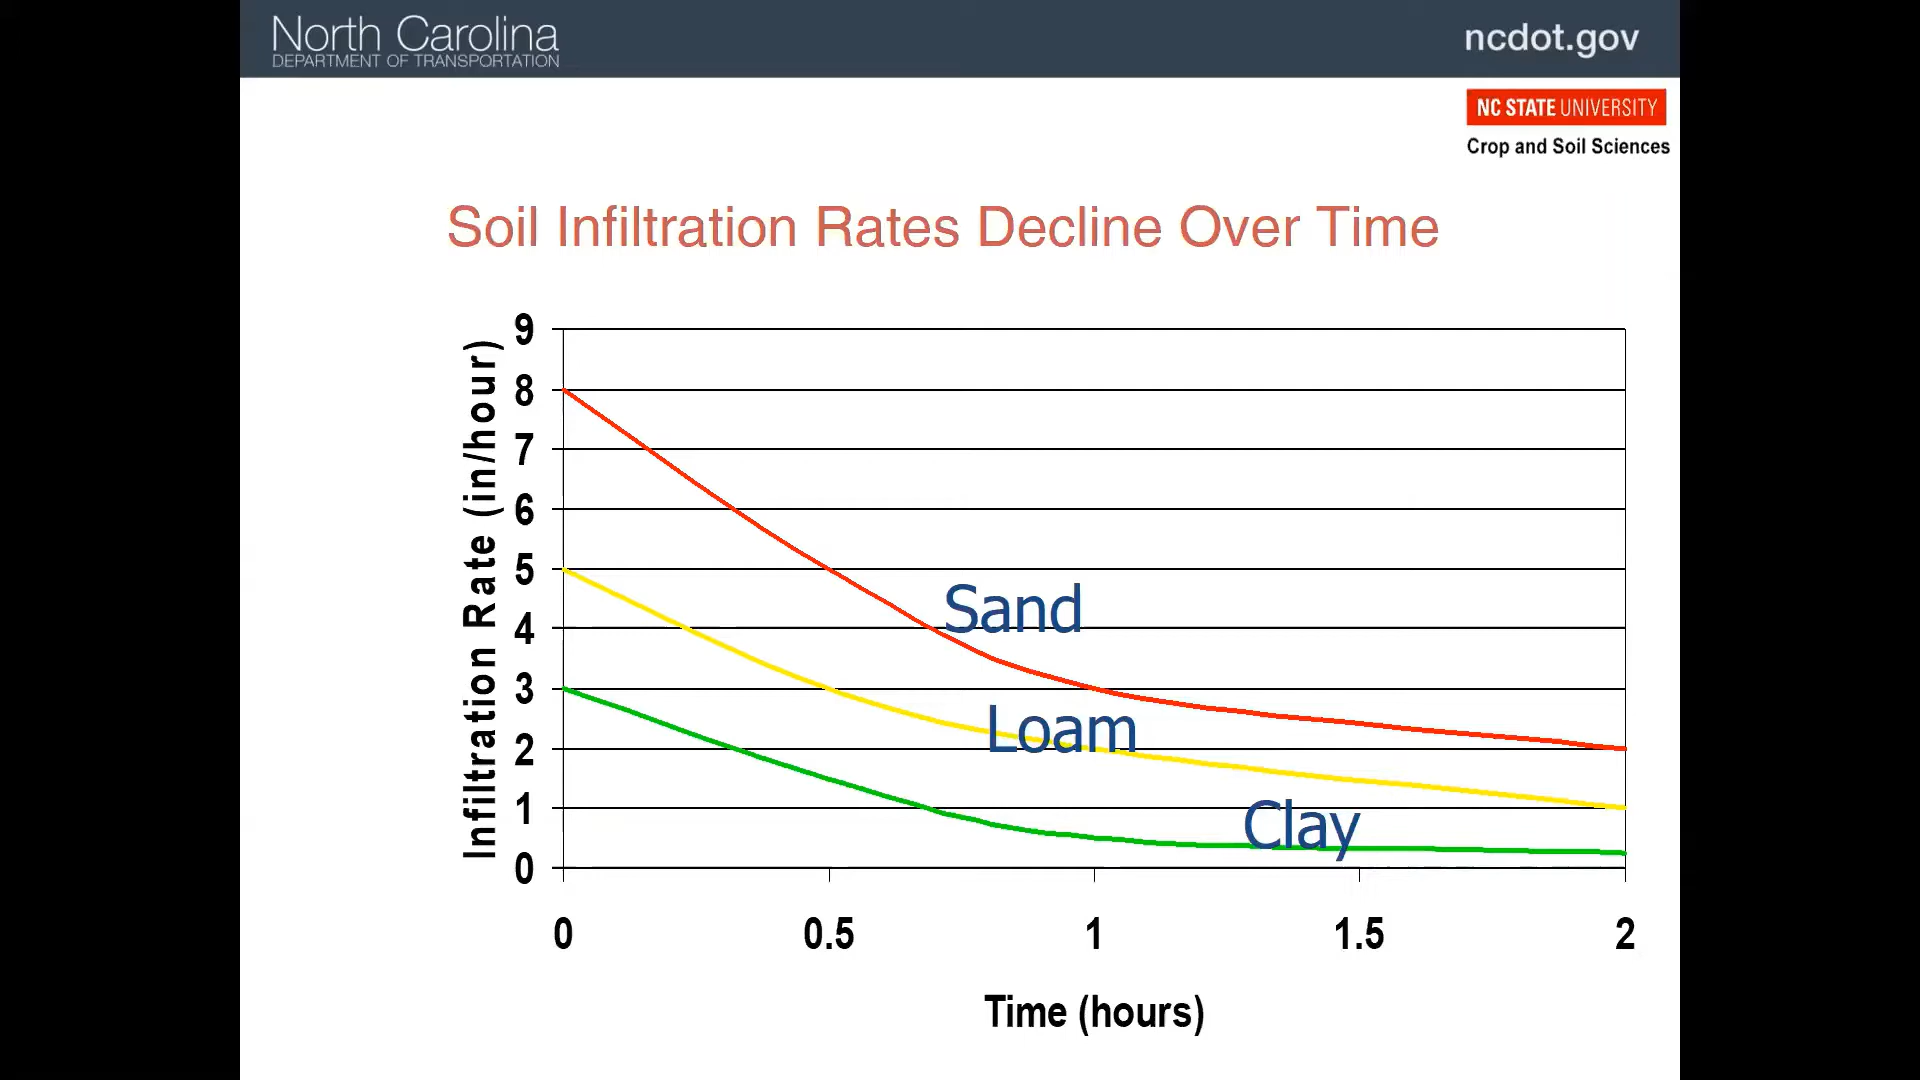 North Carolina
DEPARTMENT OF TRANSPORTATION
ncdot.gov
NC STATE UNIVERSITY
Crop and Soil Sciences
Soil Infiltration Rates Decline Over Time
Infiltration Rate (in/hour)
9
8
7
6
5
4
3
2
1
0
Sand
Loam
Clay
0 0.5 1 1.5 2
Time (hours)